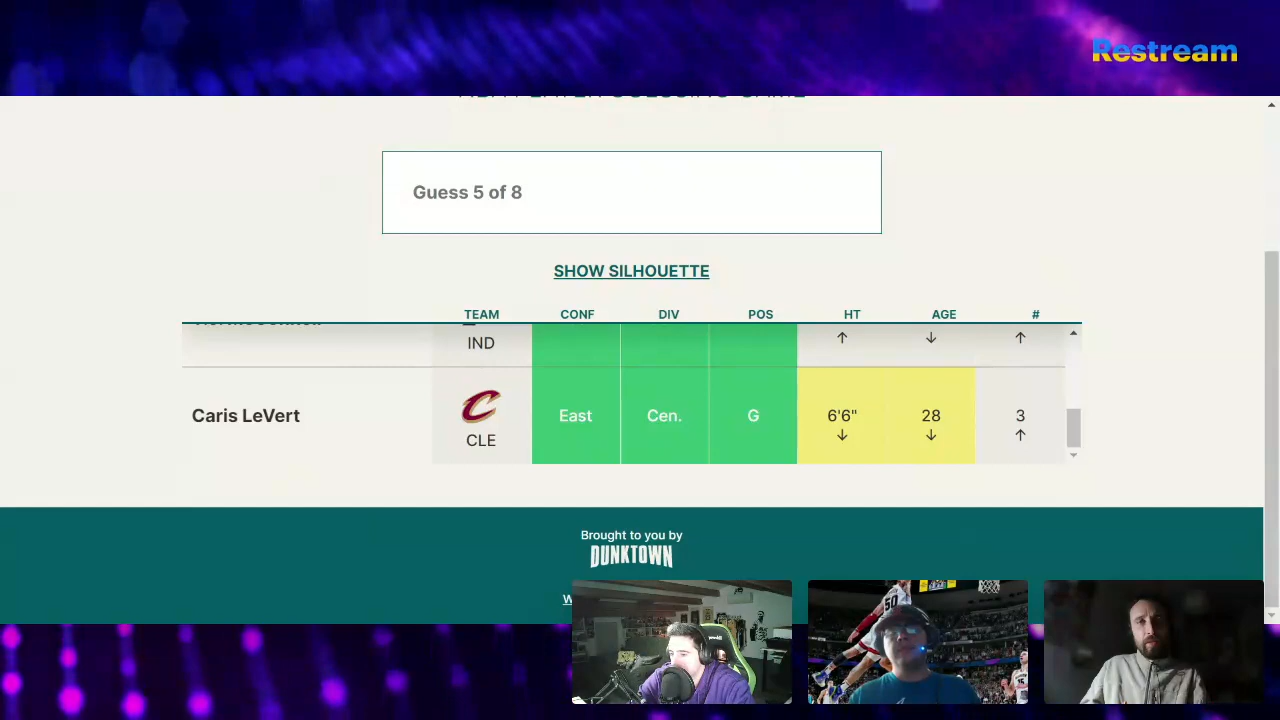 Restream
Guess 5 of 8
SHOW SILHOUETTE
TEAM CONF DIV POS HT AGE #
IND ↑ ↓ ↑
Caris LeVert CLE East Cen. G 6'6" ↓ 28 ↓ 3 ↑
Brought to you by
DUNKTOWN
W
50